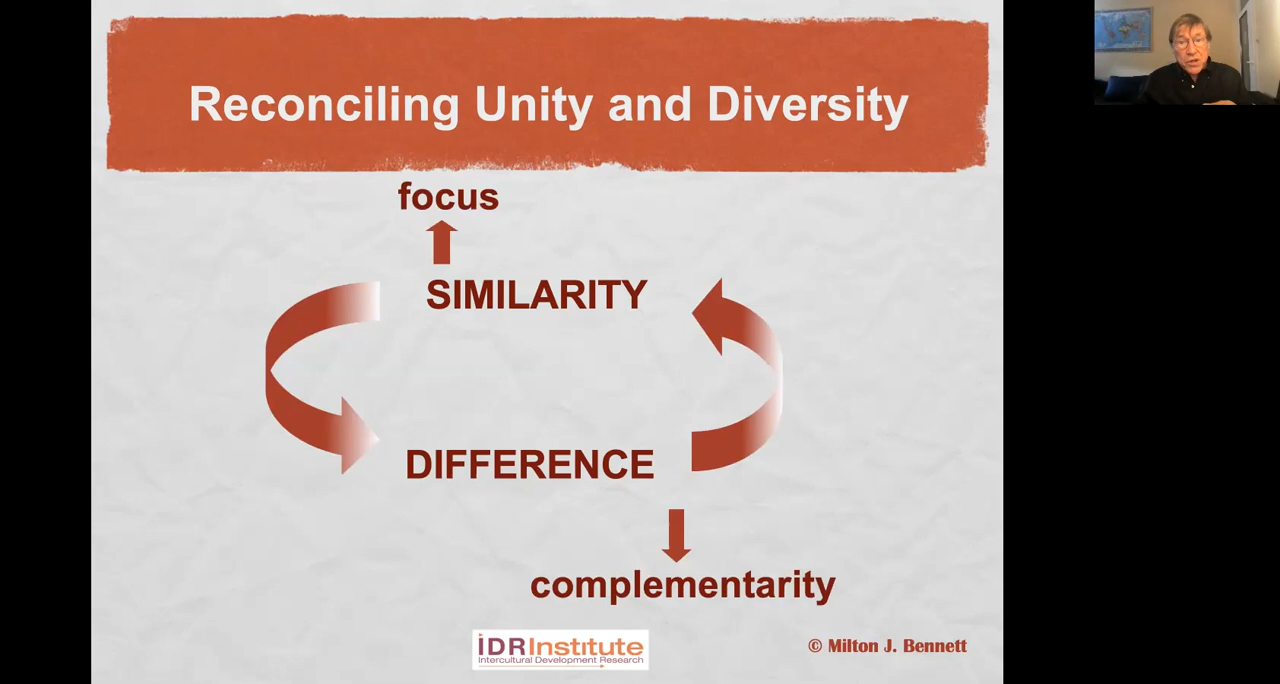 Reconciling Unity and Diversity
focus
SIMILARITY
DIFFERENCE
complementarity
IDRInstitute
Intercultural Development Research
© Milton J. Bennett